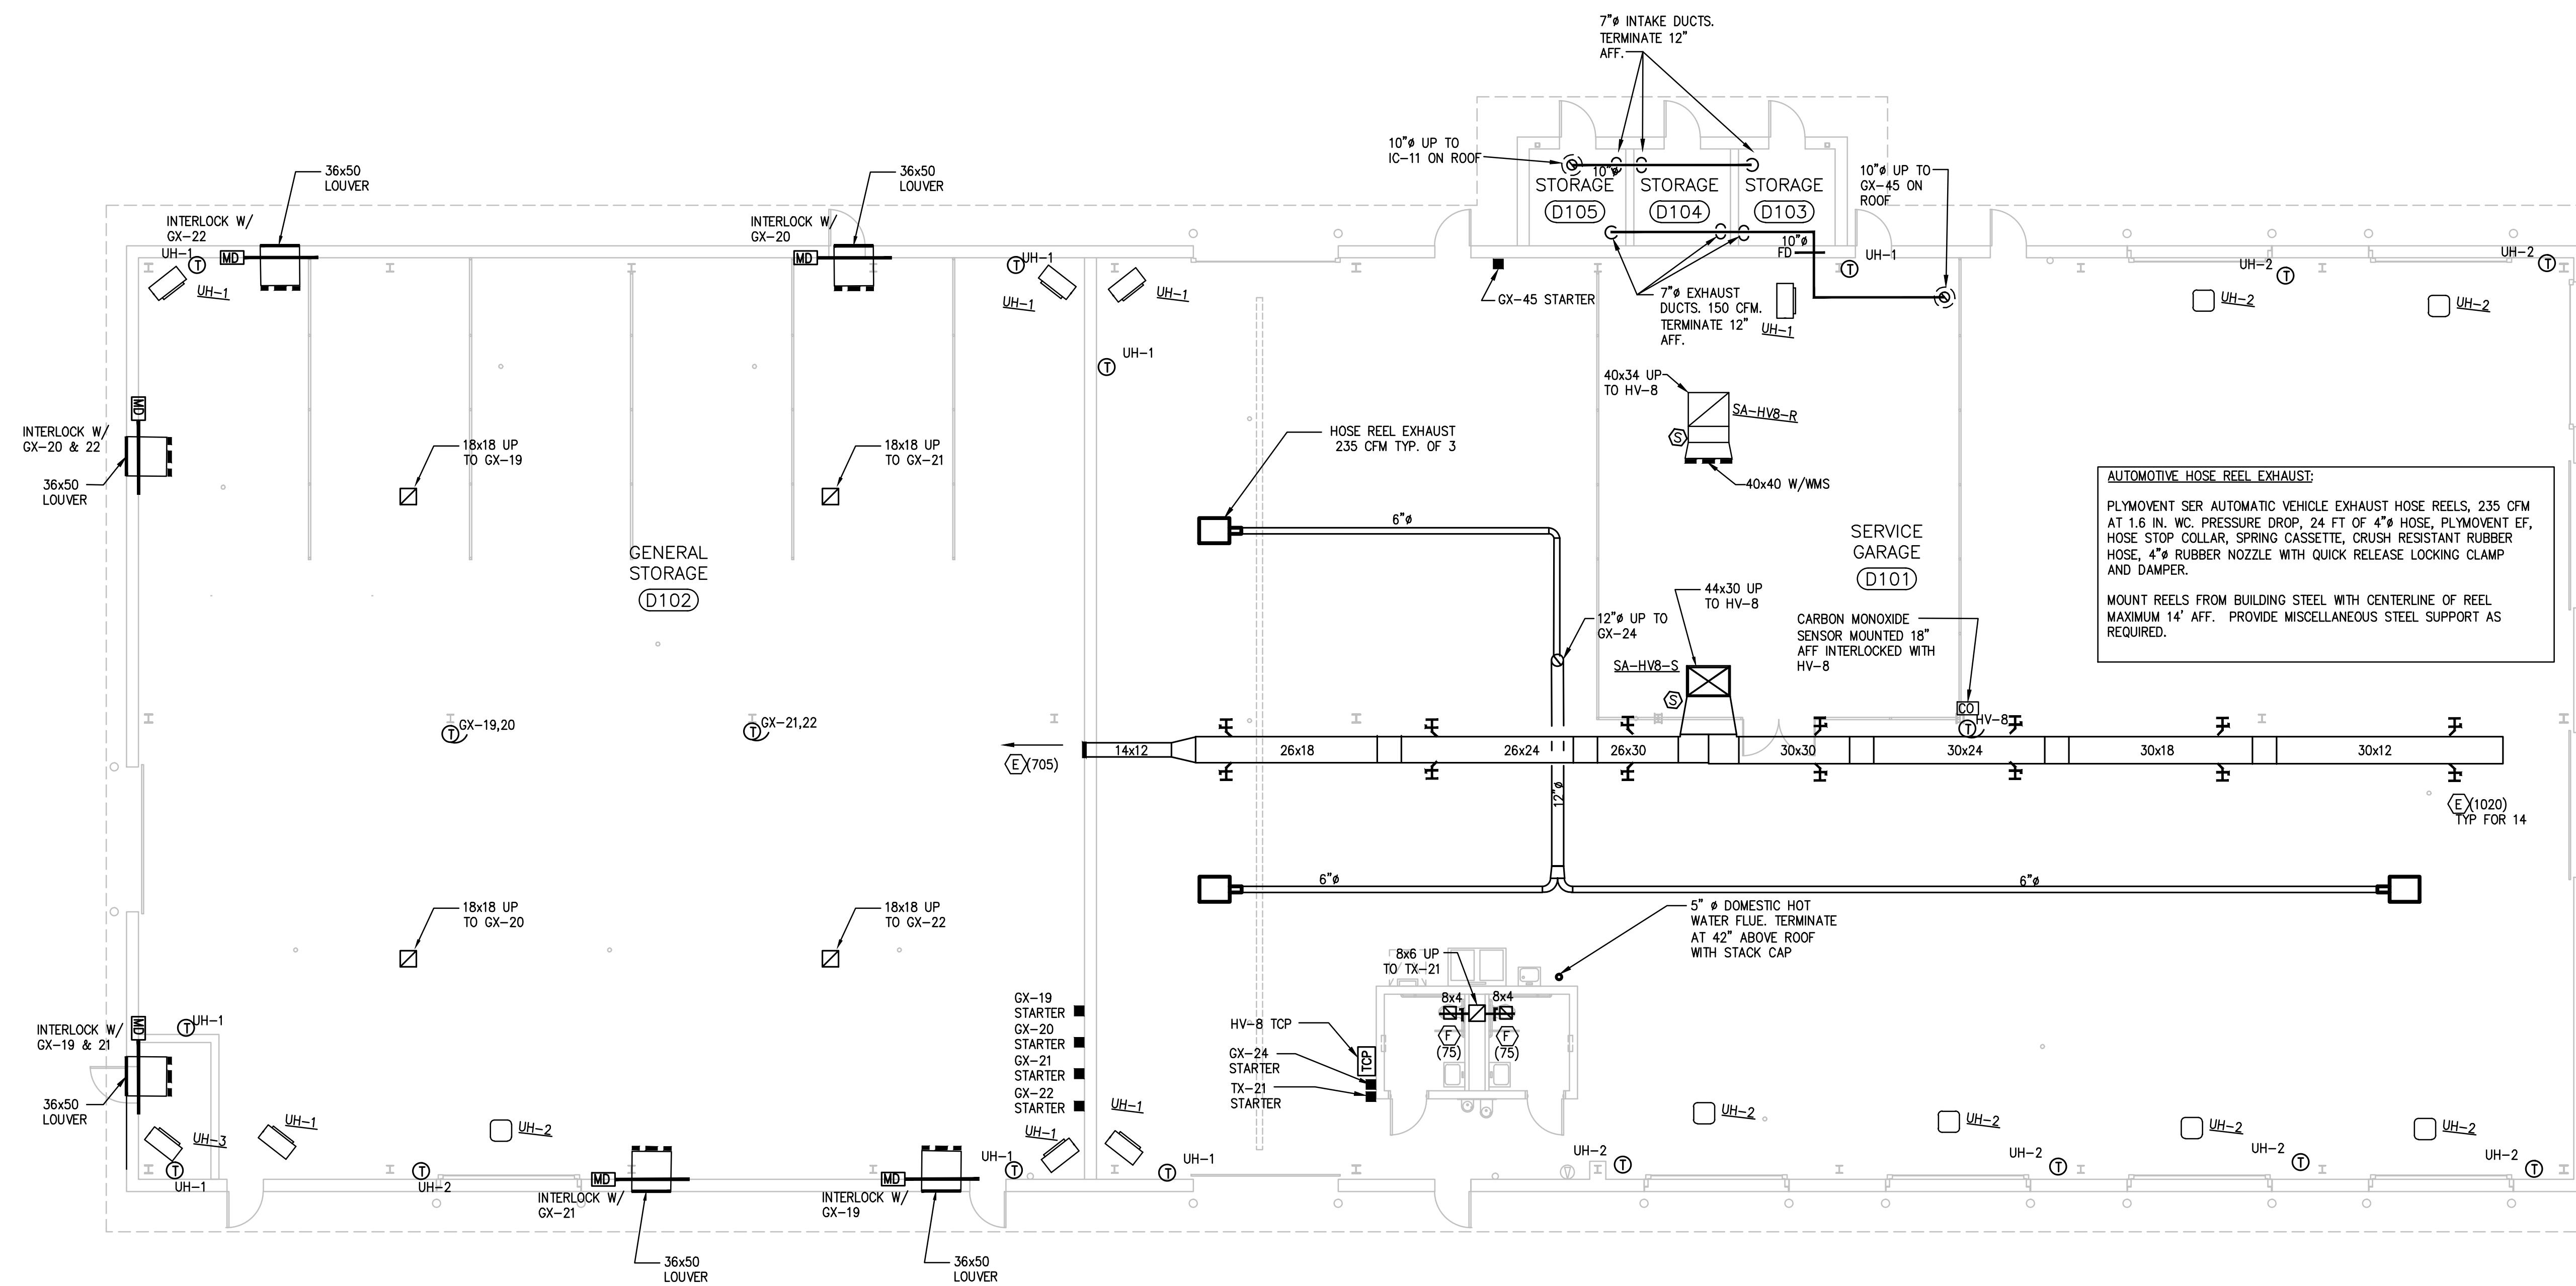 7"ø INTAKE DUCTS.
TERMINATE 12"
AFF.
10"ø UP TO
IC-11 ON ROOF
10"ø
STORAGE
D105
STORAGE
D104
STORAGE
D103
10"ø UP TO
GX-45 ON
ROOF
36x50
LOUVER
INTERLOCK W/
GX-22
UH-1
T
MD
UH-1
36x50
LOUVER
INTERLOCK W/
GX-20
MD
T
UH-1
UH-1
UH-1
T
UH-1
GX-45 STARTER
10"ø
FD
T
UH-1
7"ø EXHAUST
DUCTS. 150 CFM.
TERMINATE 12"
AFF.
UH-1
UH-2
T
UH-2
T
UH-2
UH-2
MD
INTERLOCK W/
GX-20 & 22
36x50
LOUVER
18x18 UP
TO GX-19
18x18 UP
TO GX-21
HOSE REEL EXHAUST
235 CFM TYP. OF 3
40x34 UP
TO HV-8
SA-HV8-R
S
40x40 W/WMS
6"ø
GENERAL
STORAGE
D102
SERVICE
GARAGE
D101
AUTOMOTIVE HOSE REEL EXHAUST:
PLYMOVENT SER AUTOMATIC VEHICLE EXHAUST HOSE REELS, 235 CFM
AT 1.6 IN. WC. PRESSURE DROP, 24 FT OF 4"ø HOSE, PLYMOVENT EF,
HOSE STOP COLLAR, SPRING CASSETTE, CRUSH RESISTANT RUBBER
HOSE, 4"ø RUBBER NOZZLE WITH QUICK RELEASE LOCKING CLAMP
AND DAMPER.
MOUNT REELS FROM BUILDING STEEL WITH CENTERLINE OF REEL
MAXIMUM 14' AFF. PROVIDE MISCELLANEOUS STEEL SUPPORT AS
REQUIRED.
44x30 UP
TO HV-8
12"ø UP TO
GX-24
SA-HV8-S
S
CARBON MONOXIDE
SENSOR MOUNTED 18"
AFF INTERLOCKED WITH
HV-8
CO
T
HV-8
T
GX-19,20
T
GX-21,22
E (705)
14x12
26x18
26x24
26x30
30x30
30x24
30x18
30x12
12"ø
E (1020)
TYP FOR 14
6"ø
6"ø
18x18 UP
TO GX-20
18x18 UP
TO GX-22
5" ø DOMESTIC HOT
WATER FLUE. TERMINATE
AT 42" ABOVE ROOF
WITH STACK CAP
8x6 UP
TO TX-21
8x4
8x4
F
(75)
F
(75)
GX-19
STARTER
GX-20
STARTER
GX-21
STARTER
GX-22
STARTER
HV-8 TCP
TCP
GX-24
STARTER
TX-21
STARTER
MD
T
UH-1
INTERLOCK W/
GX-19 & 21
36x50
LOUVER
UH-3
UH-1
UH-2
UH-1
UH-1
UH-2
UH-2
UH-2
UH-2
T
UH-1
T
UH-2
MD
INTERLOCK W/
GX-21
36x50
LOUVER
MD
INTERLOCK W/
GX-19
36x50
LOUVER
UH-1
T
T
UH-1
UH-2
T
UH-2
T
UH-2
T
UH-2
T